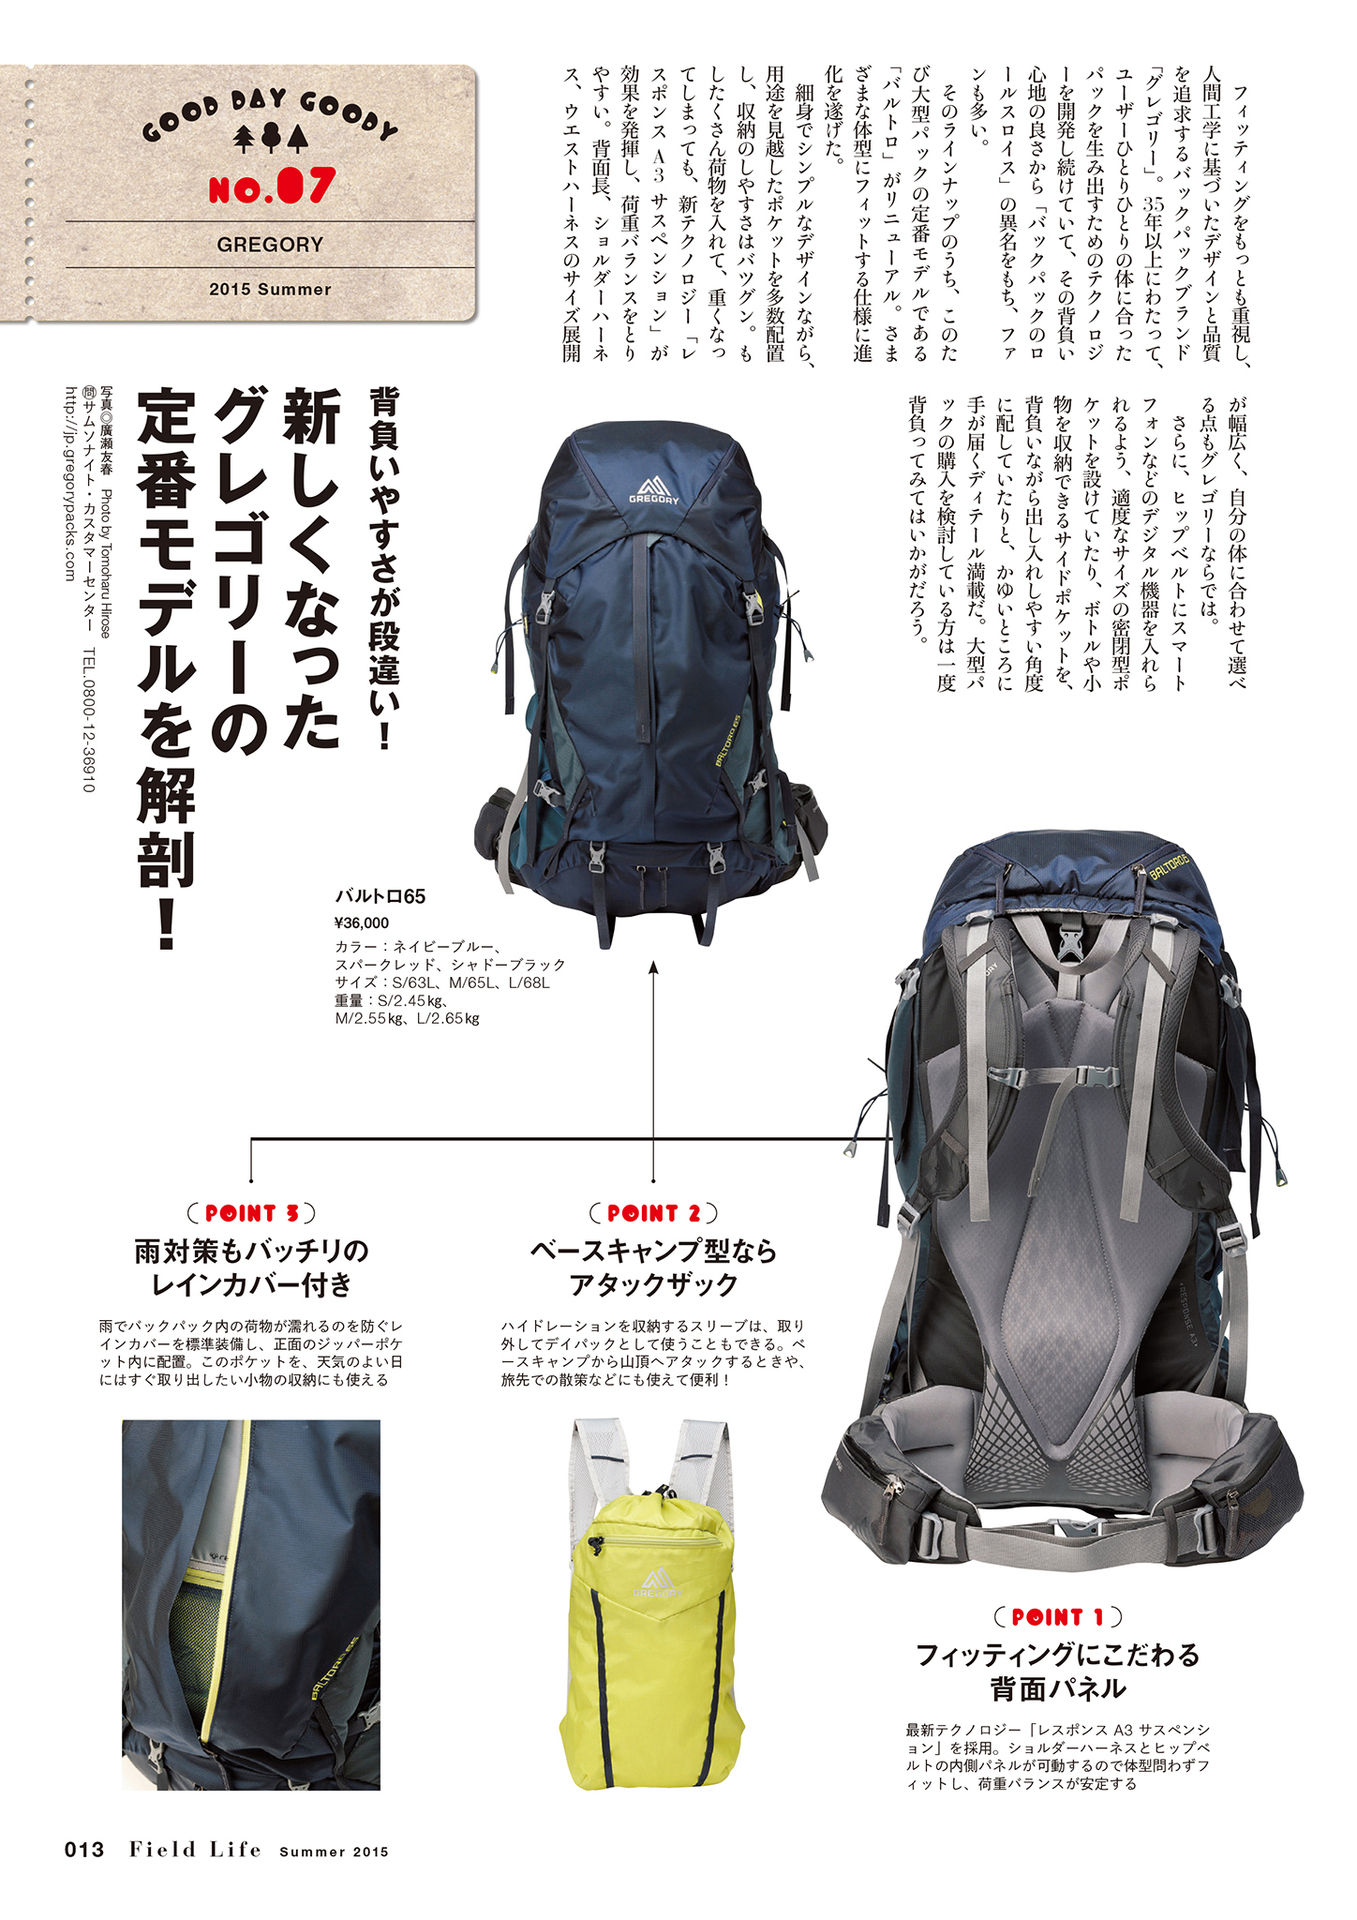 GOOD DAY GOODY
NO.07
GREGORY
2015 Summer
背負いやすさが段違い！
新しくなった
グレゴリーの
定番モデルを解剖！
写真◎廣瀬友春　Photo by Tomoharu Hirose
㉄サムソナイト・カスタマーセンター　TEL.0800-12-36910
http://jp.gregorypacks.com
フィッティングをもっとも重視し、
人間工学に基づいたデザインと品質
を追求するバックパックブランド
「グレゴリー」。35年以上にわたって、
ユーザーひとりひとりの体に合った
パックを生み出すためのテクノロジ
ーを開発し続けていて、その背負い
心地の良さから「バックパックのロ
ールスロイス」の異名をもち、ファ
ンも多い。
そのラインナップのうち、このた
び大型パックの定番モデルである
「バルトロ」がリニューアル。さま
ざまな体型にフィットする仕様に進
化を遂げた。
細身でシンプルなデザインながら、
用途を見越したポケットを多数配置
し、収納のしやすさはバツグン。も
したくさん荷物を入れて、重くなっ
てしまっても、新テクノロジー「レ
スポンス A3 サスペンション」が
効果を発揮し、荷重バランスをとり
やすい。背面長、ショルダーハーネ
ス、ウエストハーネスのサイズ展開
が幅広く、自分の体に合わせて選べ
る点もグレゴリーならでは。
さらに、ヒップベルトにスマート
フォンなどのデジタル機器を入れら
れるよう、適度なサイズの密閉型ポ
ケットを設けていたり、ボトルや小
物を収納できるサイドポケットを、
背負いながら出し入れしやすい角度
に配していたりと、かゆいところに
手が届くディテール満載だ。大型パ
ックの購入を検討している方は一度
背負ってみてはいかがだろう。
GREGORY
BALTORO 65
バルトロ65
¥36,000
カラー：ネイビーブルー、
スパークレッド、シャドーブラック
サイズ：S/63L、M/65L、L/68L
重量：S/2.45㎏、
M/2.55㎏、L/2.65㎏
RESPONSE A3
POINT 3
雨対策もバッチリの
レインカバー付き
雨でバックパック内の荷物が濡れるのを防ぐレ
インカバーを標準装備し、正面のジッパーポケ
ット内に配置。このポケットを、天気のよい日
にはすぐ取り出したい小物の収納にも使える
BALTORO 65
POINT 2
ベースキャンプ型なら
アタックザック
ハイドレーションを収納するスリーブは、取り
外してデイパックとして使うこともできる。ベ
ースキャンプから山頂へアタックするときや、
旅先での散策などにも使えて便利！
GREGORY
POINT 1
フィッティングにこだわる
背面パネル
最新テクノロジー「レスポンス A3 サスペンシ
ョン」を採用。ショルダーハーネスとヒップベ
ルトの内側パネルが可動するので体型問わずフ
ィットし、荷重バランスが安定する
013 Field Life Summer 2015